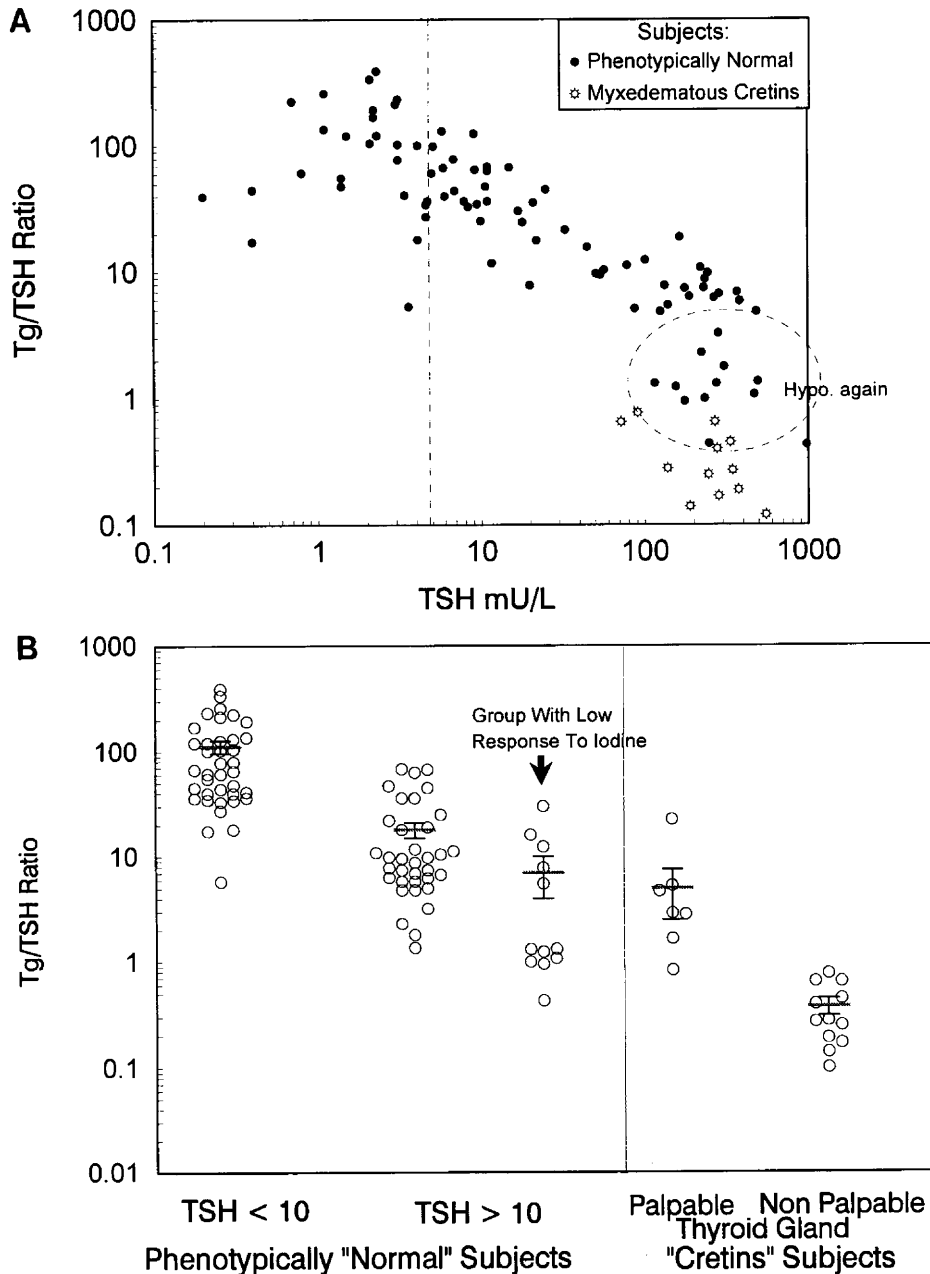 A
1000
100
10
1
0.1
Tg/TSH Ratio
Subjects:
Phenotypically Normal
Myxedematous Cretins
Hypo. again
0.1
1
10
100
1000
TSH mU/L
B
1000
100
10
1
0.1
0.01
Tg/TSH Ratio
Group With Low
Response To Iodine
TSH < 10
TSH > 10
Palpable Non Palpable
Thyroid Gland
Phenotypically "Normal" Subjects
"Cretins" Subjects